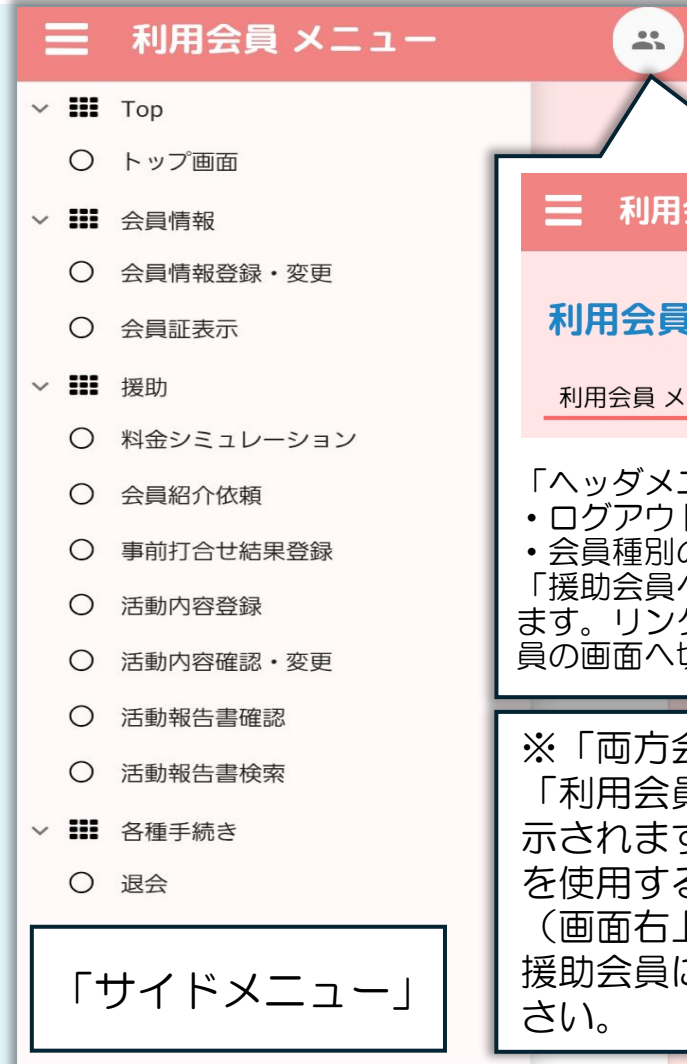 利用会員 メニュー
Top
トップ画面
会員情報
会員情報登録・変更
会員証表示
援助
料金シミュレーション
会員紹介依頼
事前打合せ結果登録
活動内容登録
活動内容確認・変更
活動報告書確認
活動報告書検索
各種手続き
退会
「サイドメニュー」
利用会
利用会員
利用会員 メ
「ヘッダメニ
・ログアウト
・会員種別の
「援助会員へ
ます。リンク
員の画面へ切
※「両方会
「利用会員
示されます
を使用する
（画面右上
援助会員に
さい。